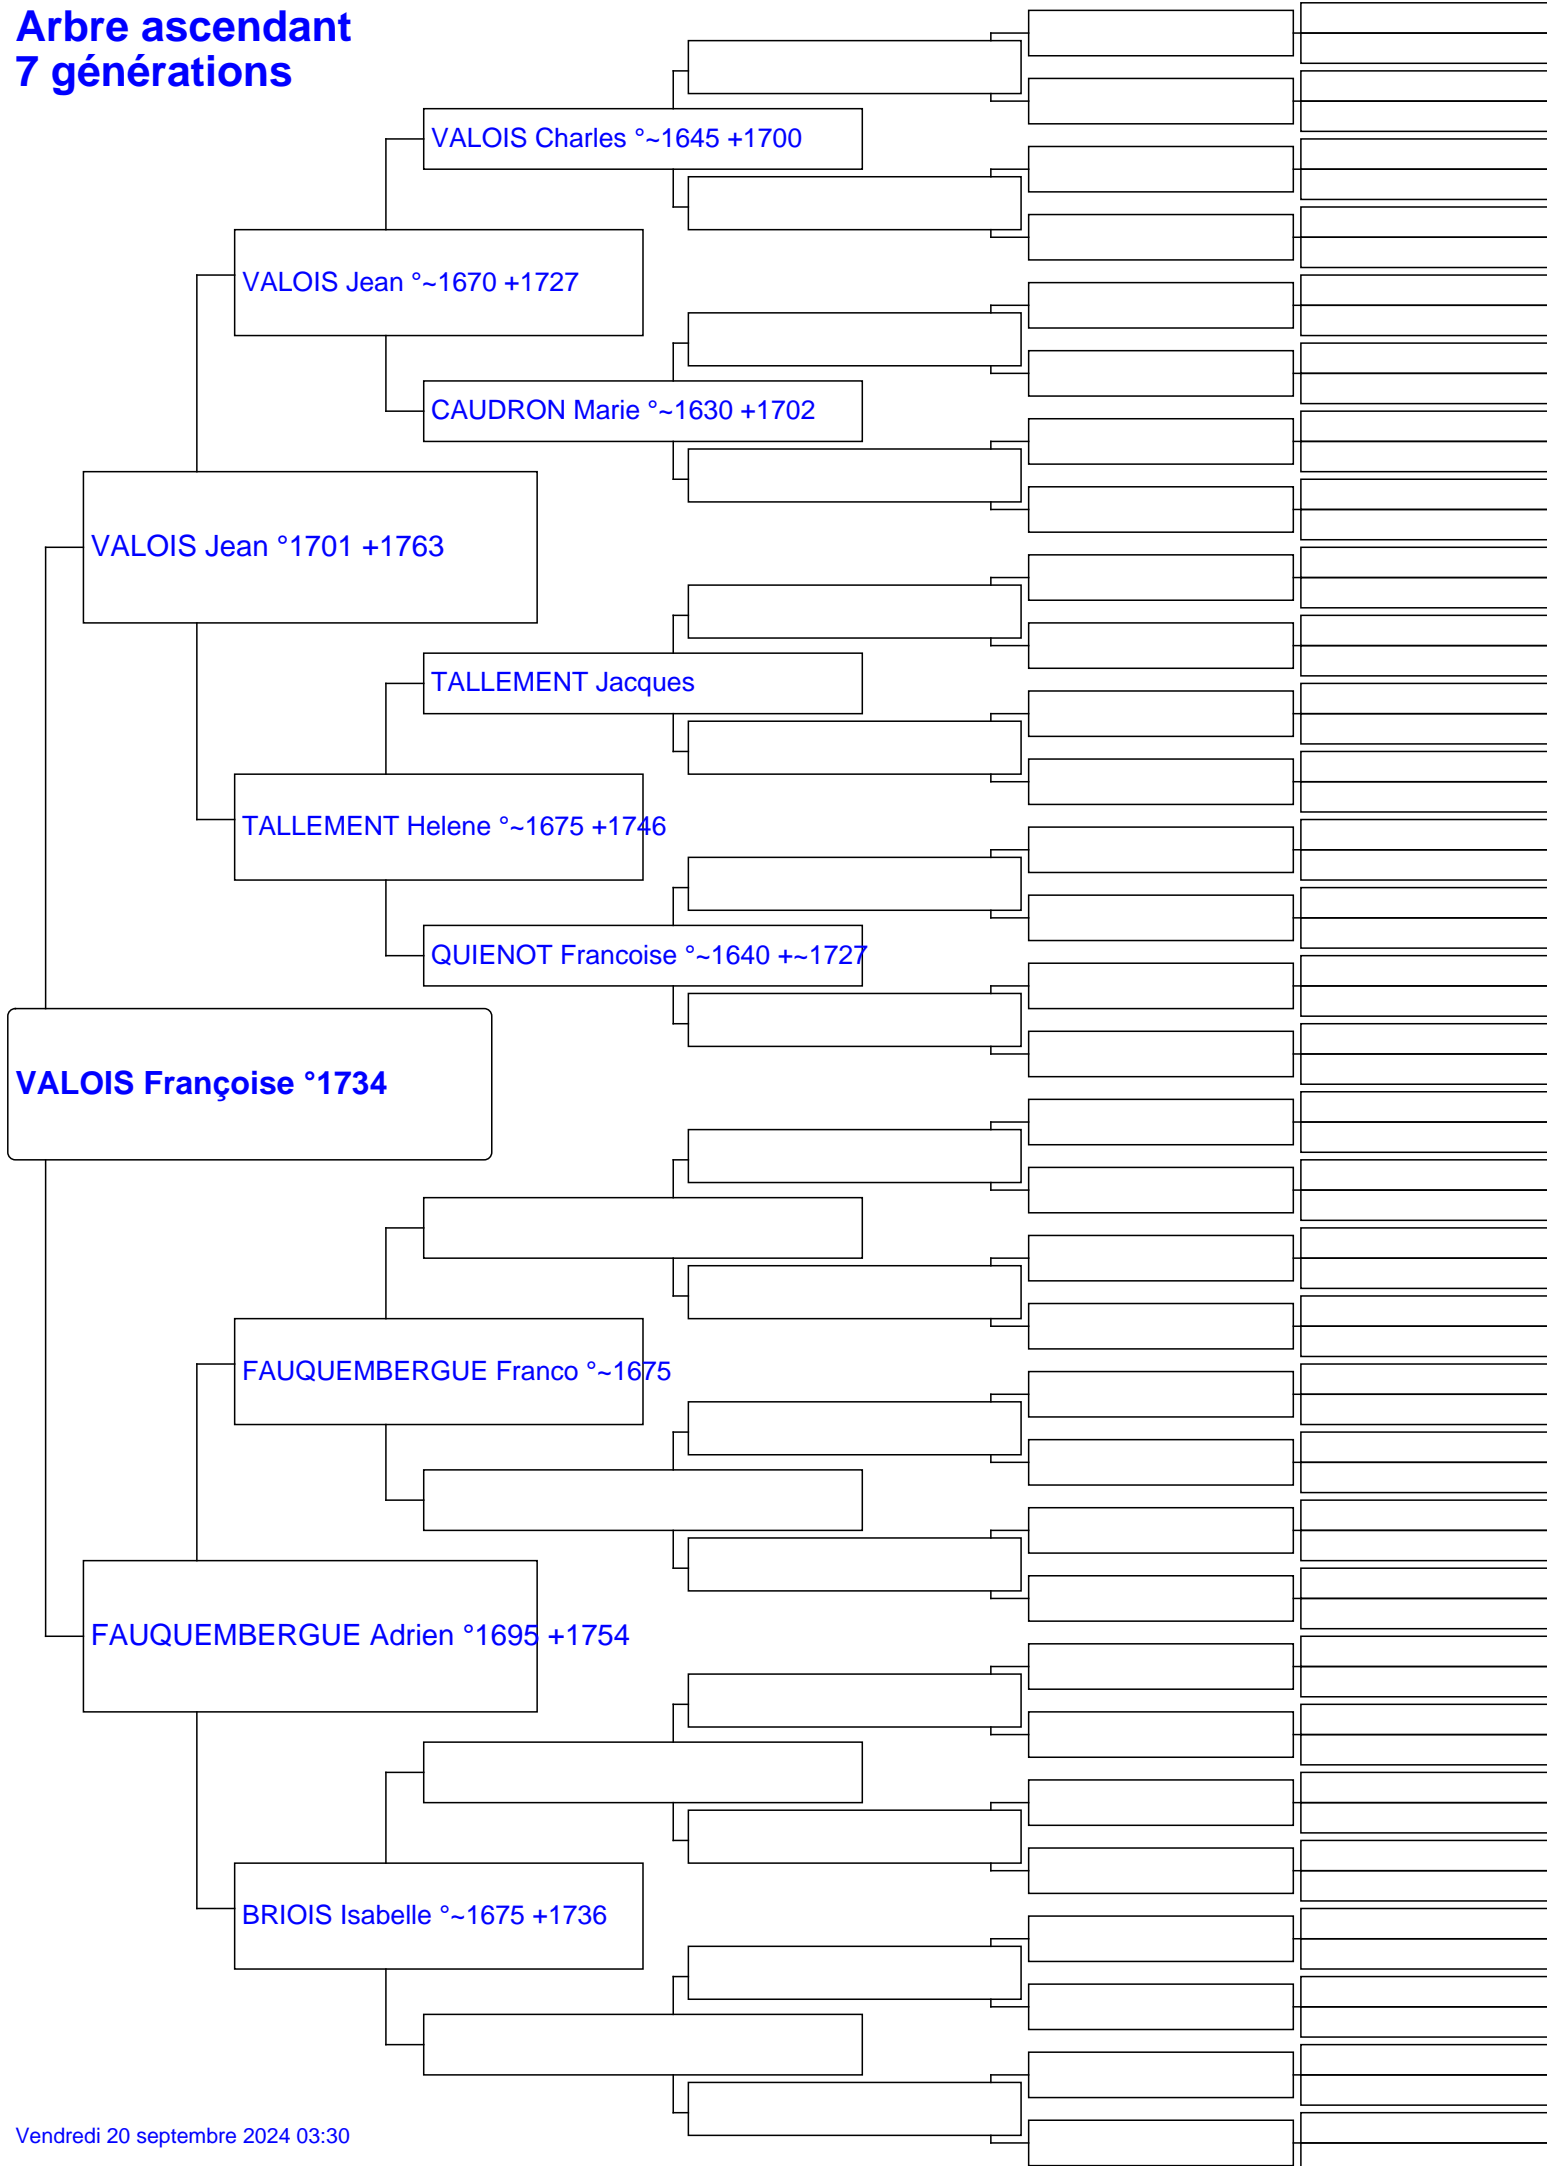 Arbre ascendant
7 générations
VALOIS Charles °~1645 +1700
VALOIS Jean °~1670 +1727
CAUDRON Marie °~1630 +1702
VALOIS Jean °1701 +1763
TALLEMENT Jacques
TALLEMENT Helene °~1675 +1746
QUIENOT Francoise °~1640 +~1727
VALOIS Françoise °1734
FAUQUEMBERGUE Franco °~1675
FAUQUEMBERGUE Adrien °1695 +1754
BRIOIS Isabelle °~1675 +1736
Vendredi 20 septembre 2024 03:30